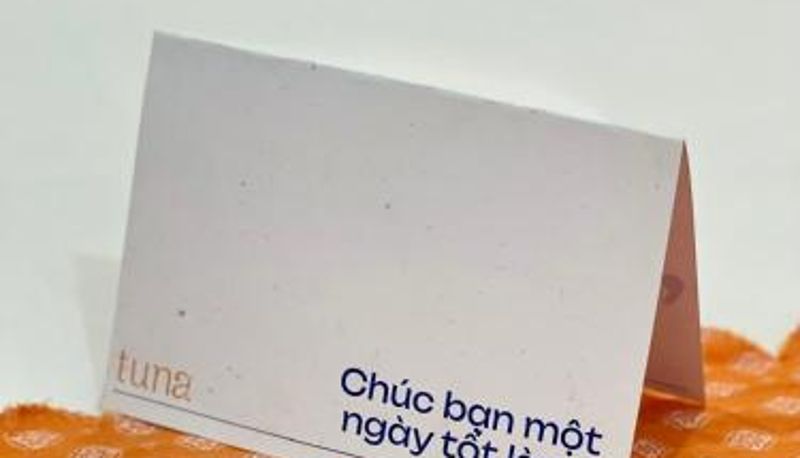 tuna
Chúc bạn một
ngày tốt